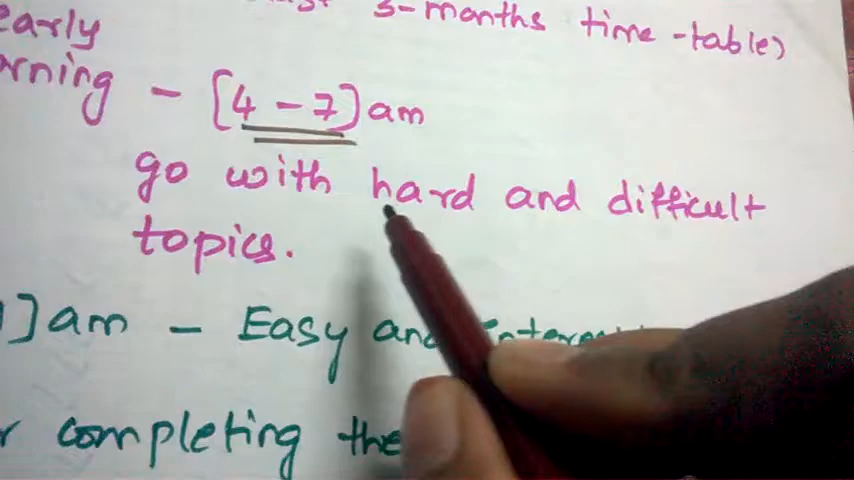 3-months time-table)
early
- [4-7]am
go with hard and difficult
topics.
]am - Easy and
completing the